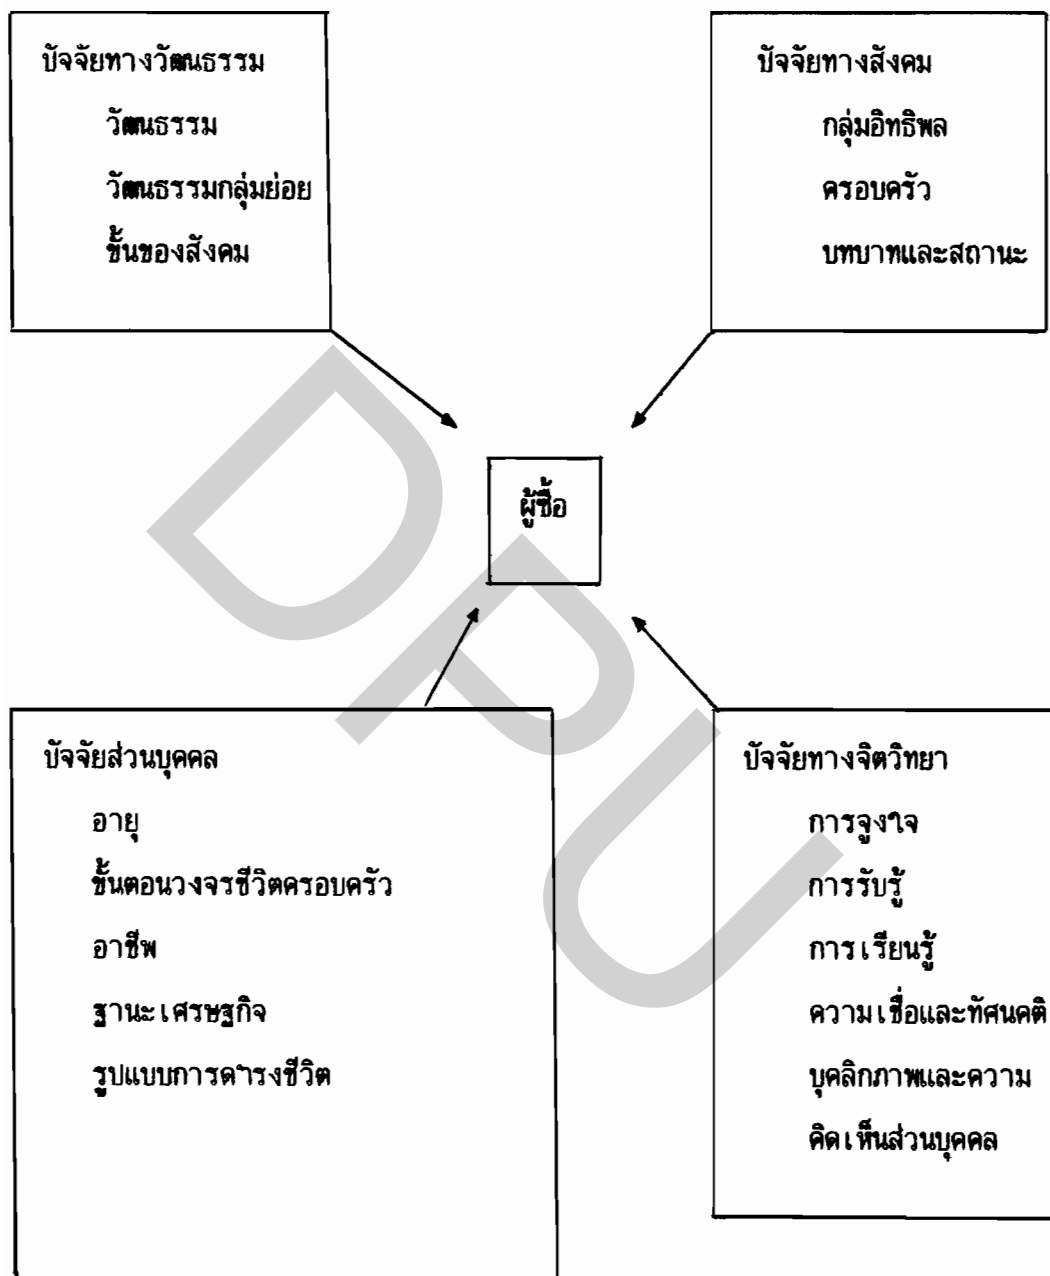 ปัจจัยทางวัฒนธรรม
วัฒนธรรม
วัฒนธรรมกลุ่มย่อย
ชั้นของสังคม
ปัจจัยทางสังคม
กลุ่มอิทธิพล
ครอบครัว
บทบาทและสถานะ
ผู้ซื้อ
ปัจจัยส่วนบุคคล
อายุ
ขั้นตอนวงจรชีวิตครอบครัว
อาชีพ
ฐานะเศรษฐกิจ
รูปแบบการดำรงชีวิต
ปัจจัยทางจิตวิทยา
การจูงใจ
การรับรู้
การเรียนรู้
ความเชื่อและทัศนคติ
บุคลิกภาพและความ
คิดเห็นส่วนบุคคล
DPU